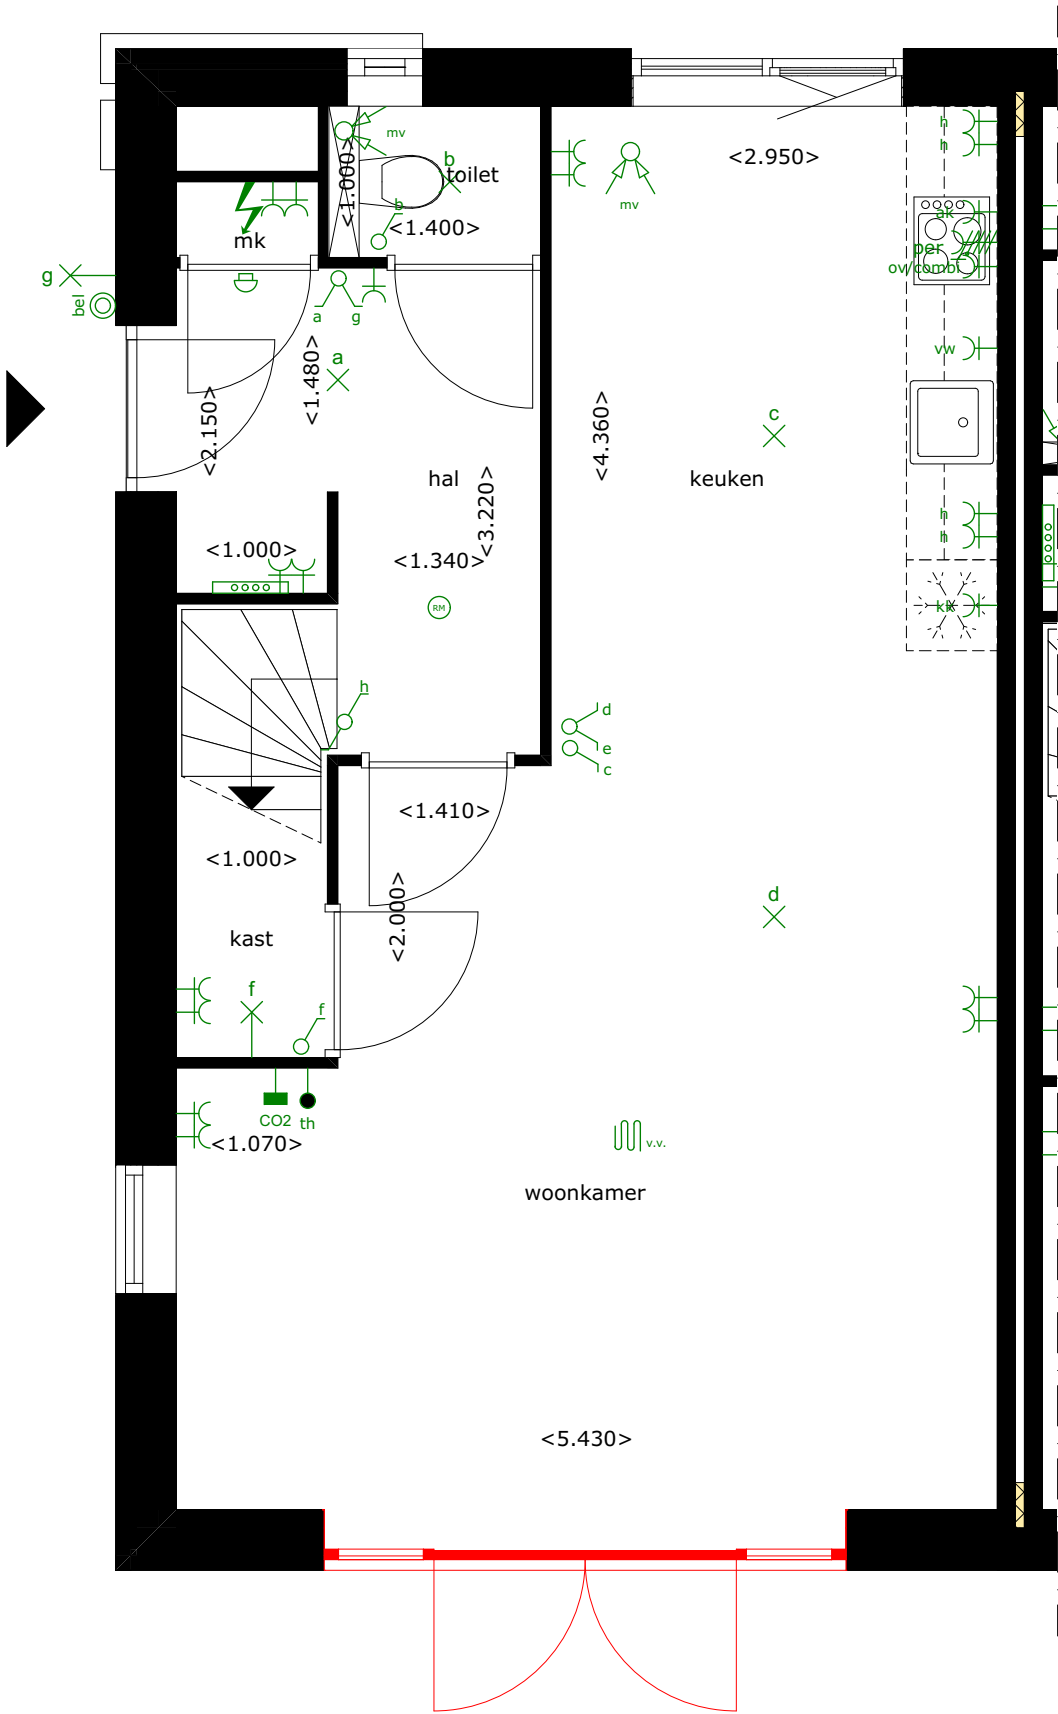 mv
h
h
<2.950>
b
toilet
<1.000>
mv
b
<1.400>
ak
mk
per
ov/combi
g
bel
a
g
<1.480>
a
vw
<2.150>
c
<4.360>
hal
keuken
<3.220>
h
h
<1.000>
<1.340>
RM
kk
h
d
e
c
<1.410>
<1.000>
d
<2.000>
kast
f
f
CO2
th
<1.070>
v.v.
woonkamer
<5.430>